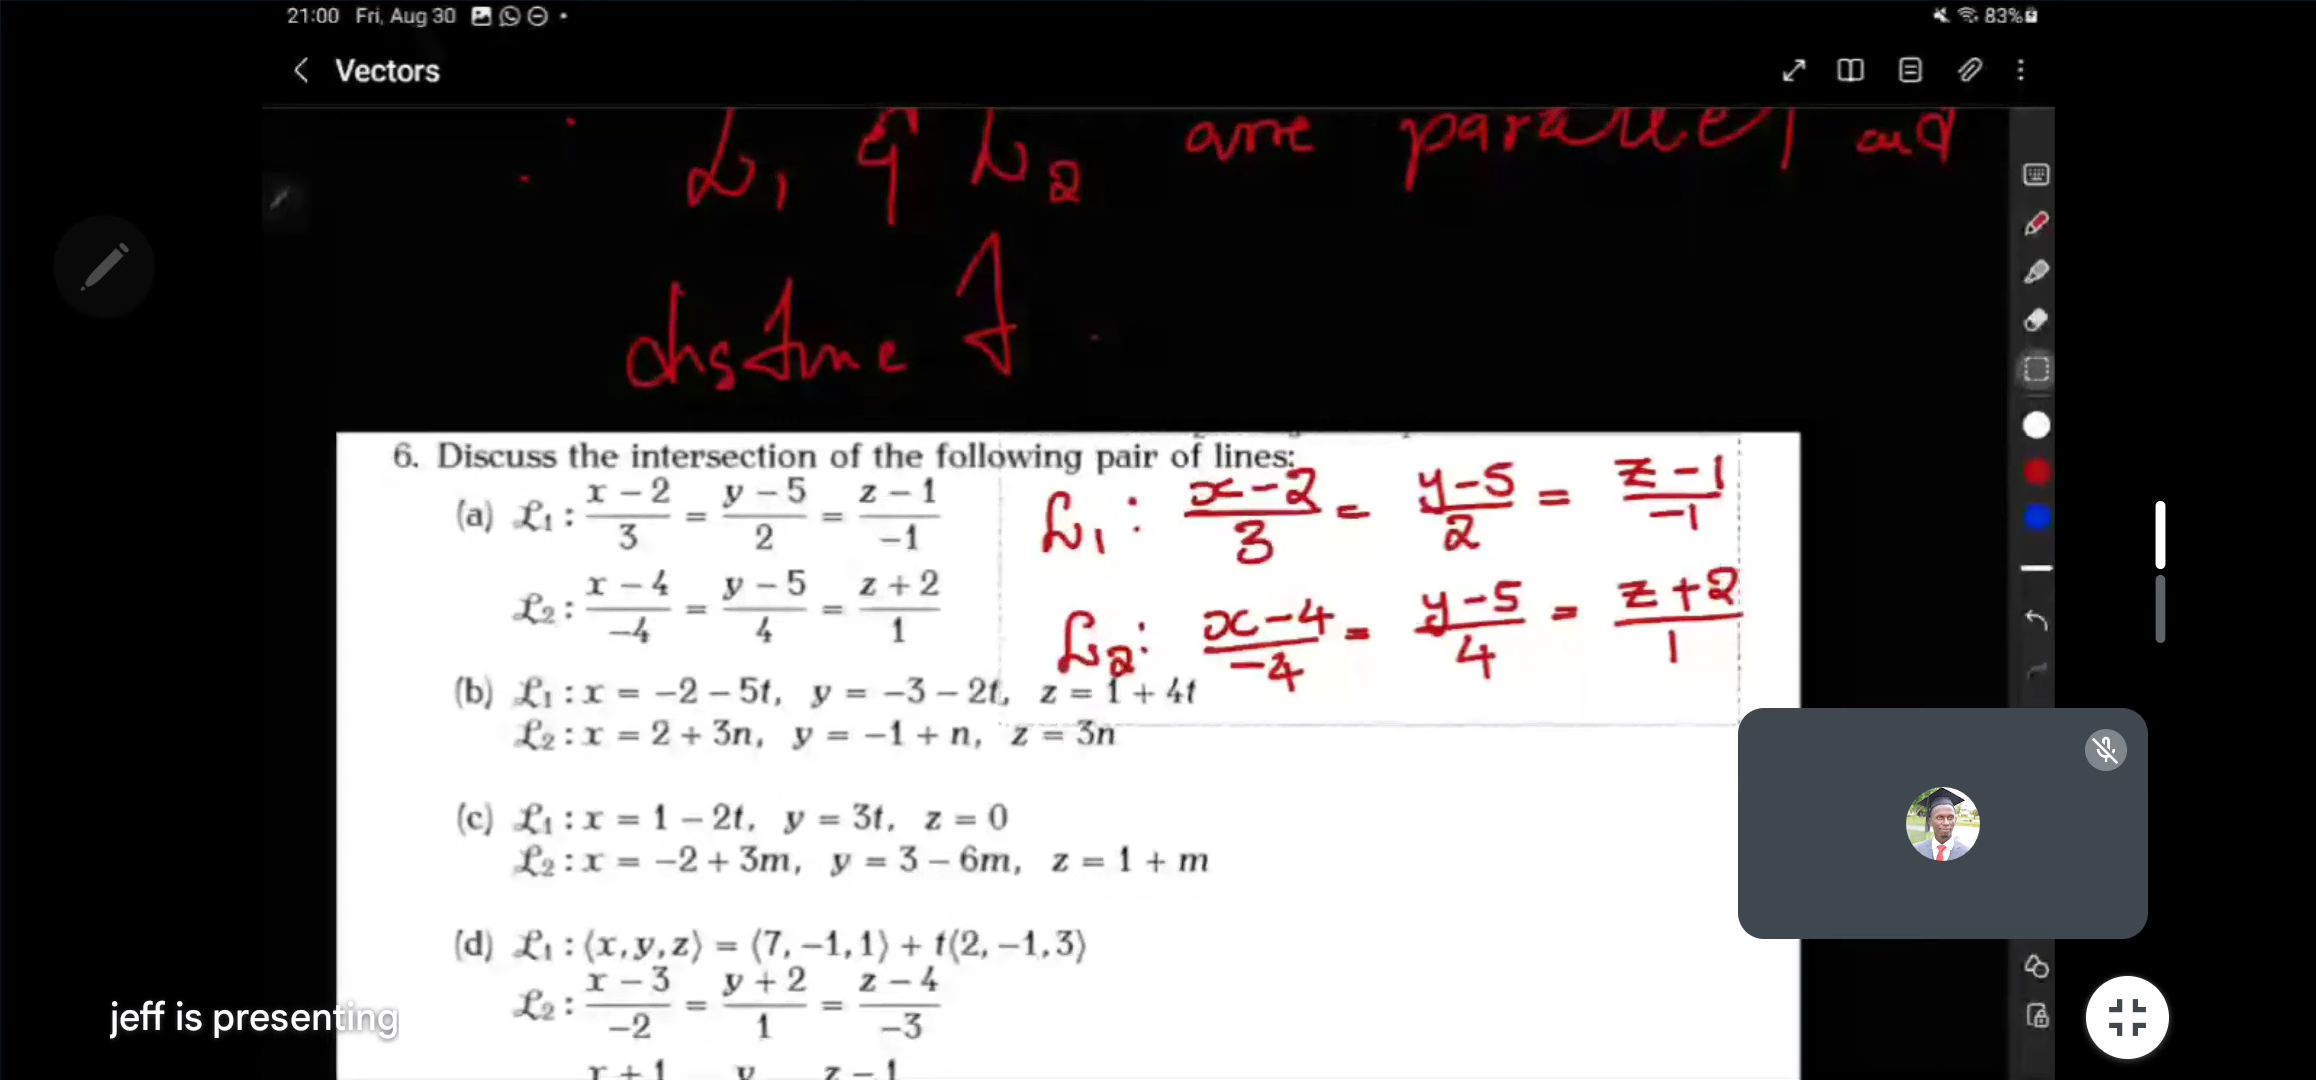 21:00 Fri, Aug 30
83%
Vectors
∴ L₁ & L₂ are parallel and
distinct.
6. Discuss the intersection of the following pair of lines:
(a) ℒ₁ : (x − 2)/3 = (y − 5)/2 = (z − 1)/−1
ℒ₂ : (x − 4)/−4 = (y − 5)/4 = (z + 2)/1
L₁ : (x−2)/3 = (y−5)/2 = (z−1)/−1
L₂ : (x−4)/−4 = (y−5)/4 = (z+2)/1
(b) ℒ₁ : x = −2 − 5t, y = −3 − 2t, z = 1 + 4t
ℒ₂ : x = 2 + 3n, y = −1 + n, z = 3n
(c) ℒ₁ : x = 1 − 2t, y = 3t, z = 0
ℒ₂ : x = −2 + 3m, y = 3 − 6m, z = 1 + m
(d) ℒ₁ : ⟨x, y, z⟩ = ⟨7, −1, 1⟩ + t⟨2, −1, 3⟩
ℒ₂ : (x − 3)/−2 = (y + 2)/1 = (z − 4)/−3
x + 1 y z − 1
jeff is presenting